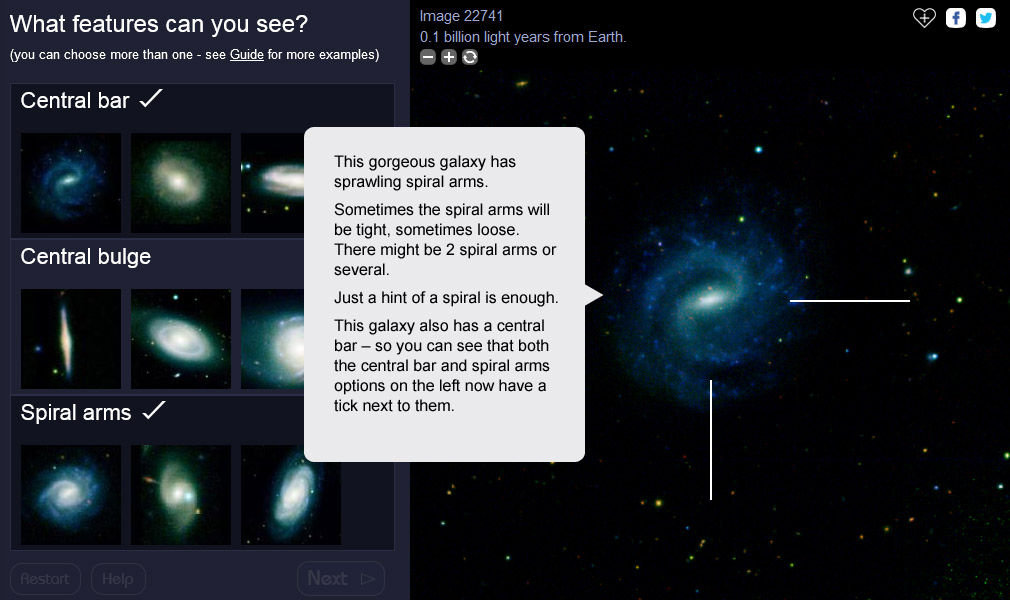 What features can you see?
(you can choose more than one - see Guide for more examples)
Central bar
Central bulge
Spiral arms
Restart
Help
Next
Image 22741
0.1 billion light years from Earth.
This gorgeous galaxy has
sprawling spiral arms.
Sometimes the spiral arms will
be tight, sometimes loose.
There might be 2 spiral arms or
several.
Just a hint of a spiral is enough.
This galaxy also has a central
bar – so you can see that both
the central bar and spiral arms
options on the left now have a
tick next to them.